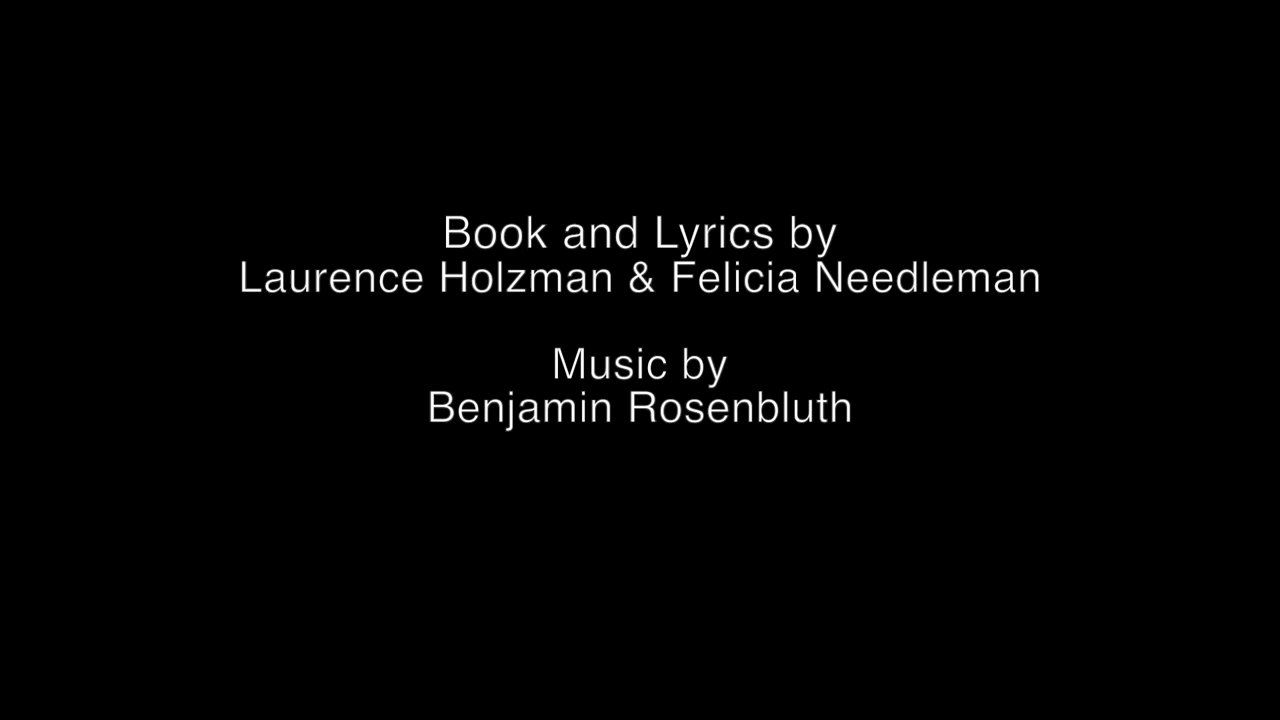 Book and Lyrics by
Laurence Holzman & Felicia Needleman
Music by
Benjamin Rosenbluth